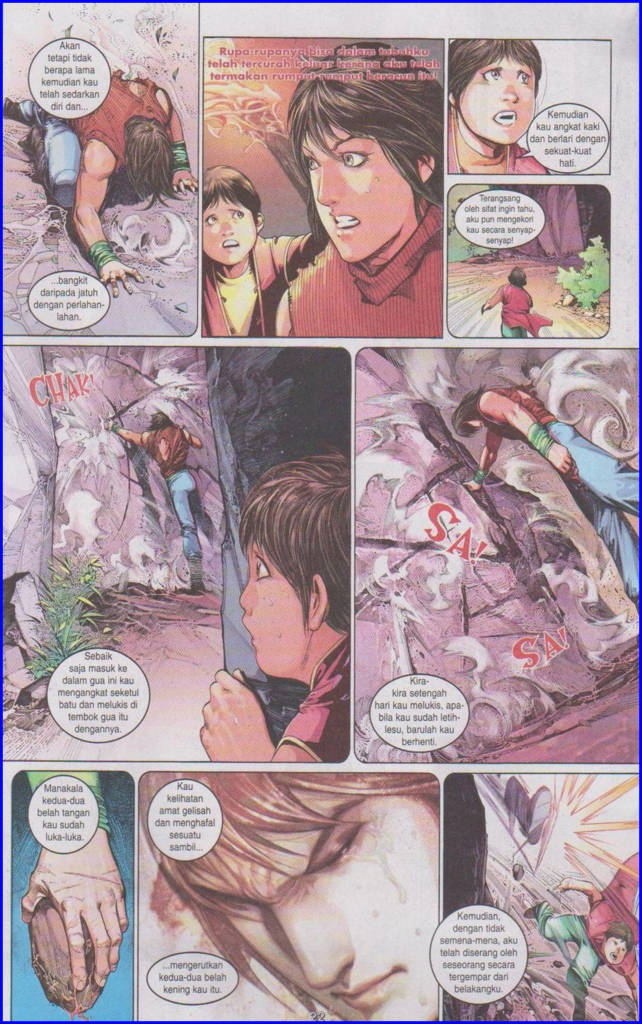 Akan
tetapi tidak
berapa lama
kemudian kau
telah sedarkan
diri dan...
...bangkit
daripada jatuh
dengan perlahan-
lahan.
Rupa-rupanya bisa dalam tubuhku
telah tercurah keluar kerana aku telah
termakan rumput-rumput beracun itu!
Kemudian
kau angkat kaki
dan berlari dengan
sekuat-kuat
hati.
Terangsang
oleh sifat ingin tahu,
aku pun mengekori
kau secara senyap-
senyap!
CHAK!
Sebaik
saja masuk ke
dalam gua ini kau
mengangkat seketul
batu dan melukis di
tembok gua itu
dengannya.
SA!
SA!
Kira-
kira setengah
hari kau melukis, apa-
bila kau sudah letih-
lesu, barulah kau
berhenti.
Manakala
kedua-dua
belah tangan
kau sudah
luka-luka.
Kau
kelihatan
amat gelisah
dan menghafal
sesuatu
sambil...
...mengerutkan
kedua-dua belah
kening kau itu.
Kemudian,
dengan tidak
semena-mena, aku
telah diserang oleh
seseorang secara
tergempar dari
belakangku.